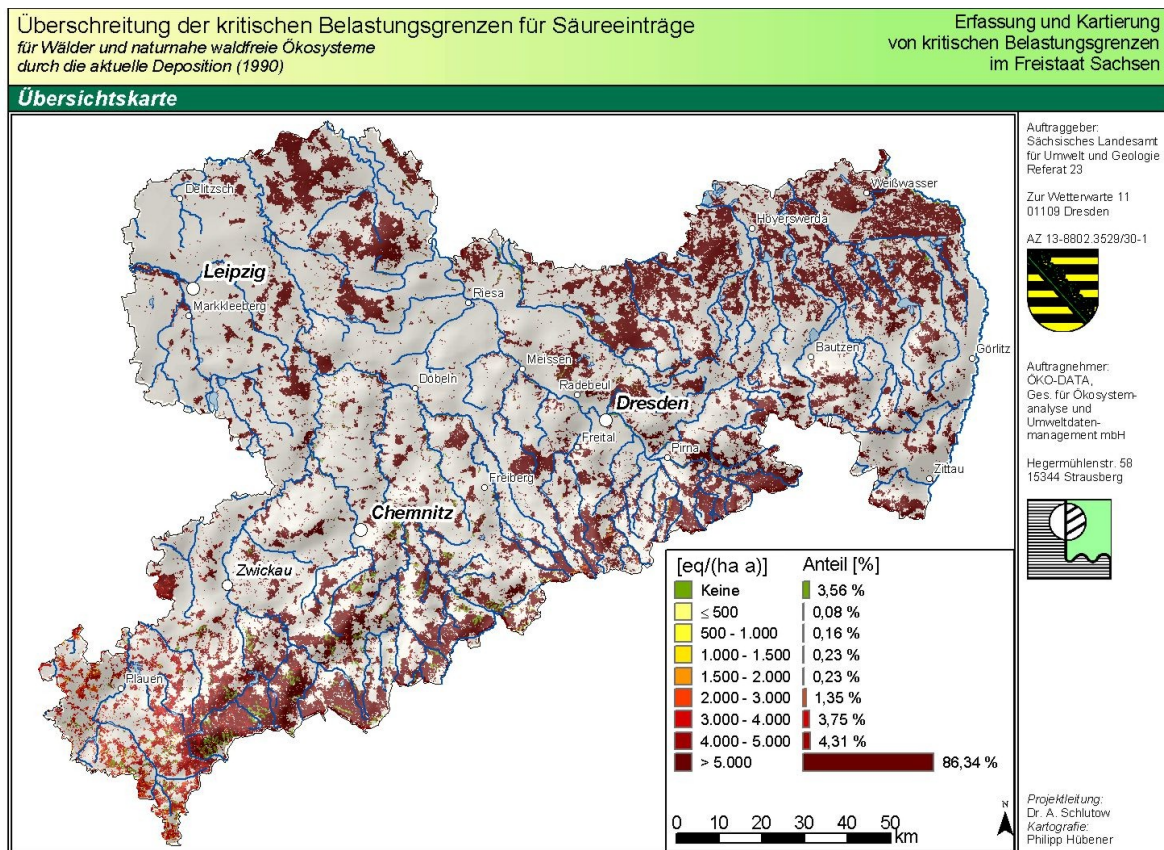 Überschreitung der kritischen Belastungsgrenzen für Säureeinträge
für Wälder und naturnahe waldfreie Ökosysteme
durch die aktuelle Deposition (1990)
Erfassung und Kartierung
von kritischen Belastungsgrenzen
im Freistaat Sachsen
Übersichtskarte
Delitzsch
Leipzig
Markkleeberg
Riesa
Döbeln
Meissen
Radebeul
Dresden
Freital
Pirna
Freiberg
Chemnitz
Zwickau
Plauen
Hoyerswerda
Weißwasser
Bautzen
Görlitz
Zittau
[eq/(ha a)] Anteil [%]
Keine 3,56 %
≤ 500 0,08 %
500 - 1.000 0,16 %
1.000 - 1.500 0,23 %
1.500 - 2.000 0,23 %
2.000 - 3.000 1,35 %
3.000 - 4.000 3,75 %
4.000 - 5.000 4,31 %
> 5.000 86,34 %
0 10 20 30 40 50
km
N
Auftraggeber:
Sächsisches Landesamt
für Umwelt und Geologie
Referat 23
Zur Wetterwarte 11
01109 Dresden
AZ 13-8802.3529/30-1
Auftragnehmer:
ÖKO-DATA,
Ges. für Ökosystem-
analyse und
Umweltdaten-
management mbH
Hegermühlenstr. 58
15344 Strausberg
Projektleitung:
Dr. A. Schlutow
Kartografie:
Philipp Hübener